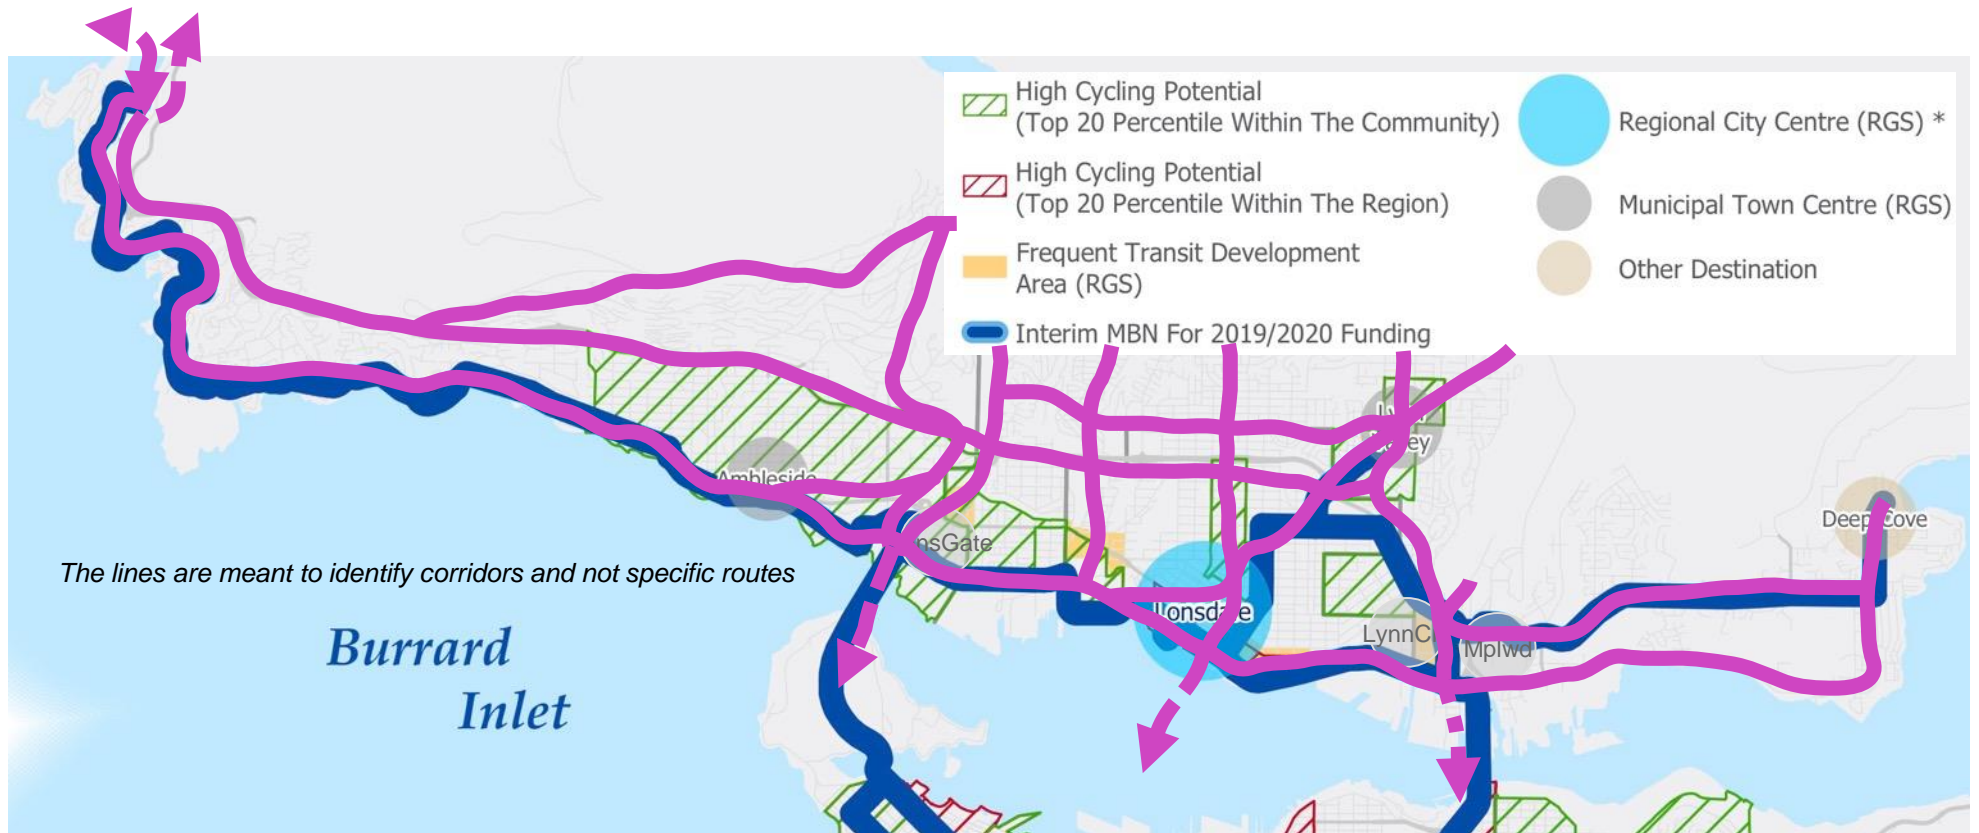 High Cycling Potential
(Top 20 Percentile Within The Community)
High Cycling Potential
(Top 20 Percentile Within The Region)
Frequent Transit Development
Area (RGS)
Interim MBN For 2019/2020 Funding
Regional City Centre (RGS) *
Municipal Town Centre (RGS)
Other Destination
Ambleside
Deep Cove
The lines are meant to identify corridors and not specific routes
Lonsdale
Mplwd
Burrard
Inlet